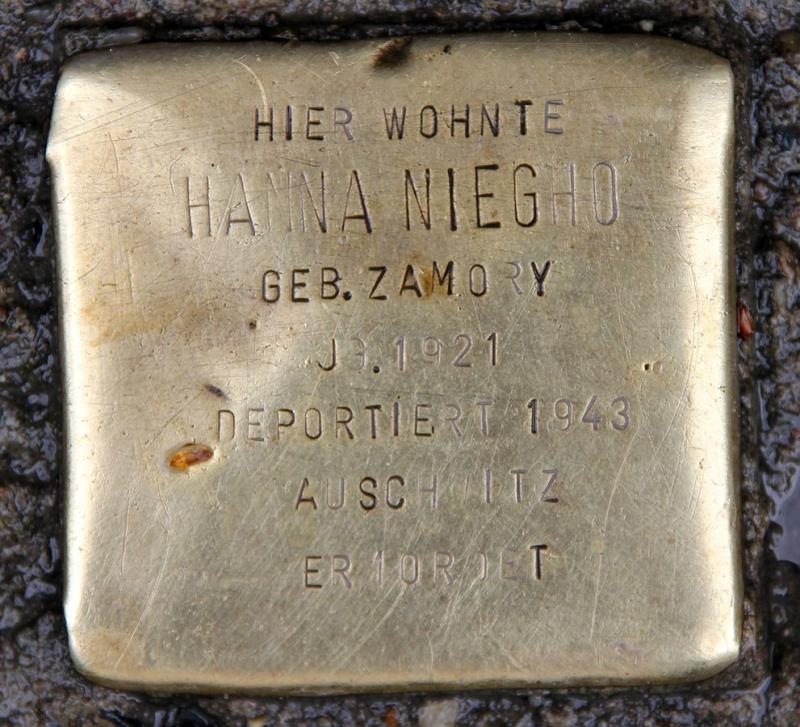 HIER WOHNTE
HANNA NIEGHO
GEB. ZAMORY
JG. 1921
DEPORTIERT 1943
AUSCHWITZ
ERMORDET